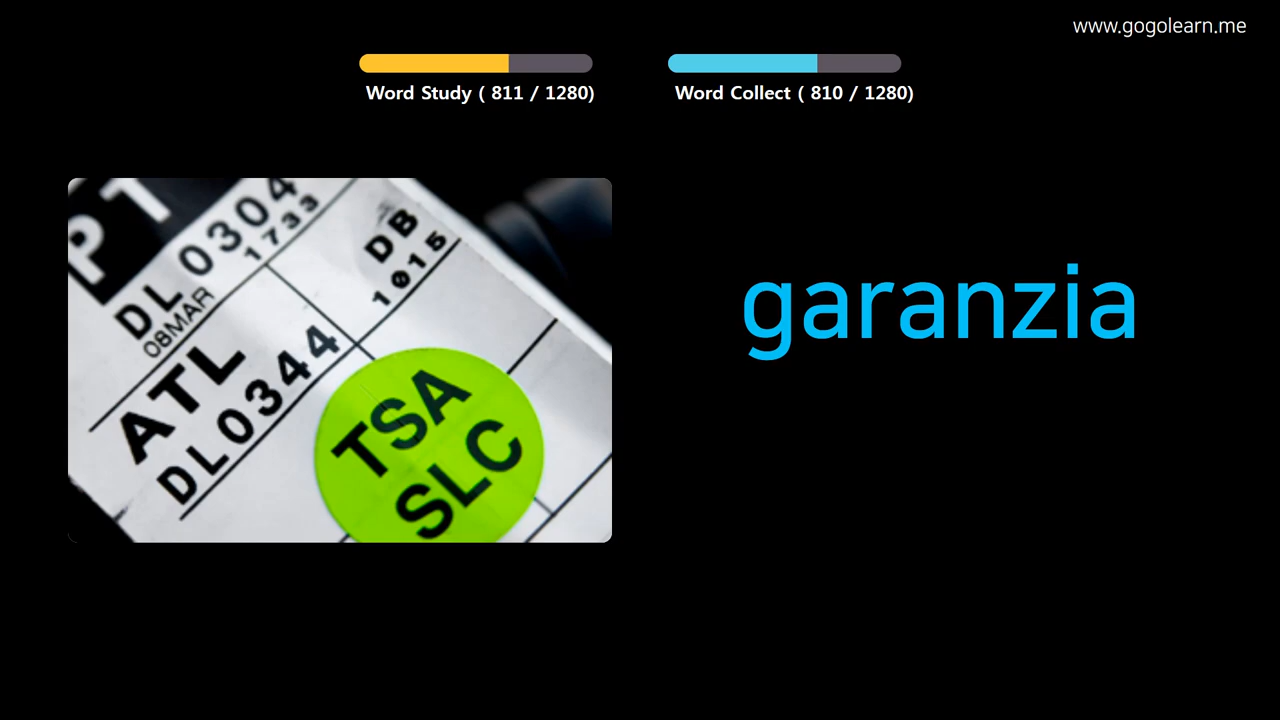 www.gogolearn.me
Word Study ( 811 / 1280)
Word Collect ( 810 / 1280)
PT
DL 0304
1733
08MAR
DB
1015
ATL
DL0344
TSA
SLC
garanzia